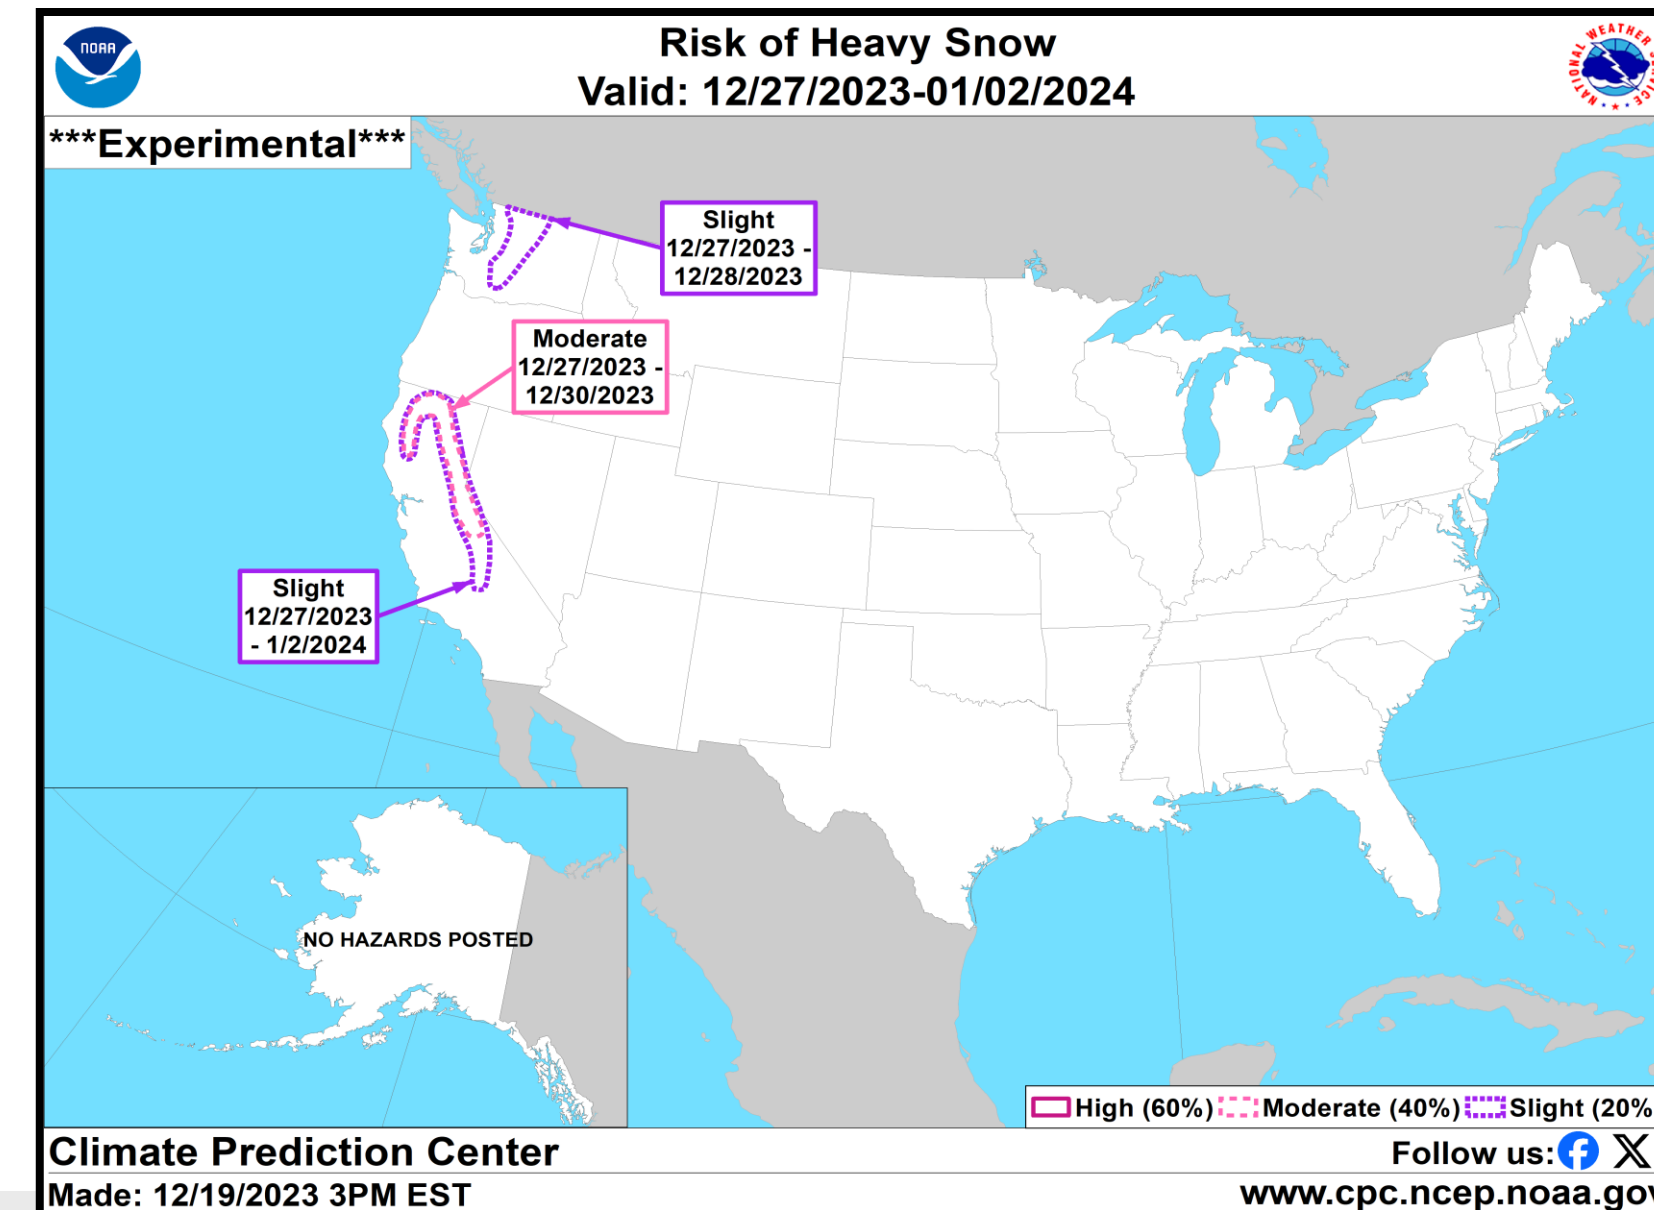 NOAA
Risk of Heavy Snow
Valid: 12/27/2023-01/02/2024
NATIONAL WEATHER
***Experimental***
Slight
12/27/2023 -
12/28/2023
Moderate
12/27/2023 -
12/30/2023
Slight
12/27/2023
- 1/2/2024
NO HAZARDS POSTED
High (60%) Moderate (40%) Slight (20%
Climate Prediction Center
Follow us:
Made: 12/19/2023 3PM EST
www.cpc.ncep.noaa.gov